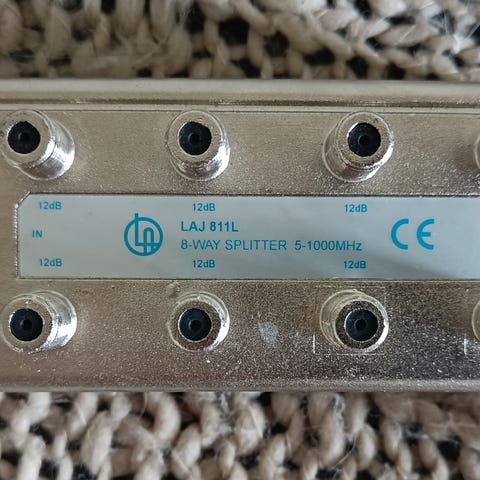 12dB 12dB 12dB
LAJ 811L
IN
8-WAY SPLITTER 5-1000MHz
CE
12dB 12dB 12dB